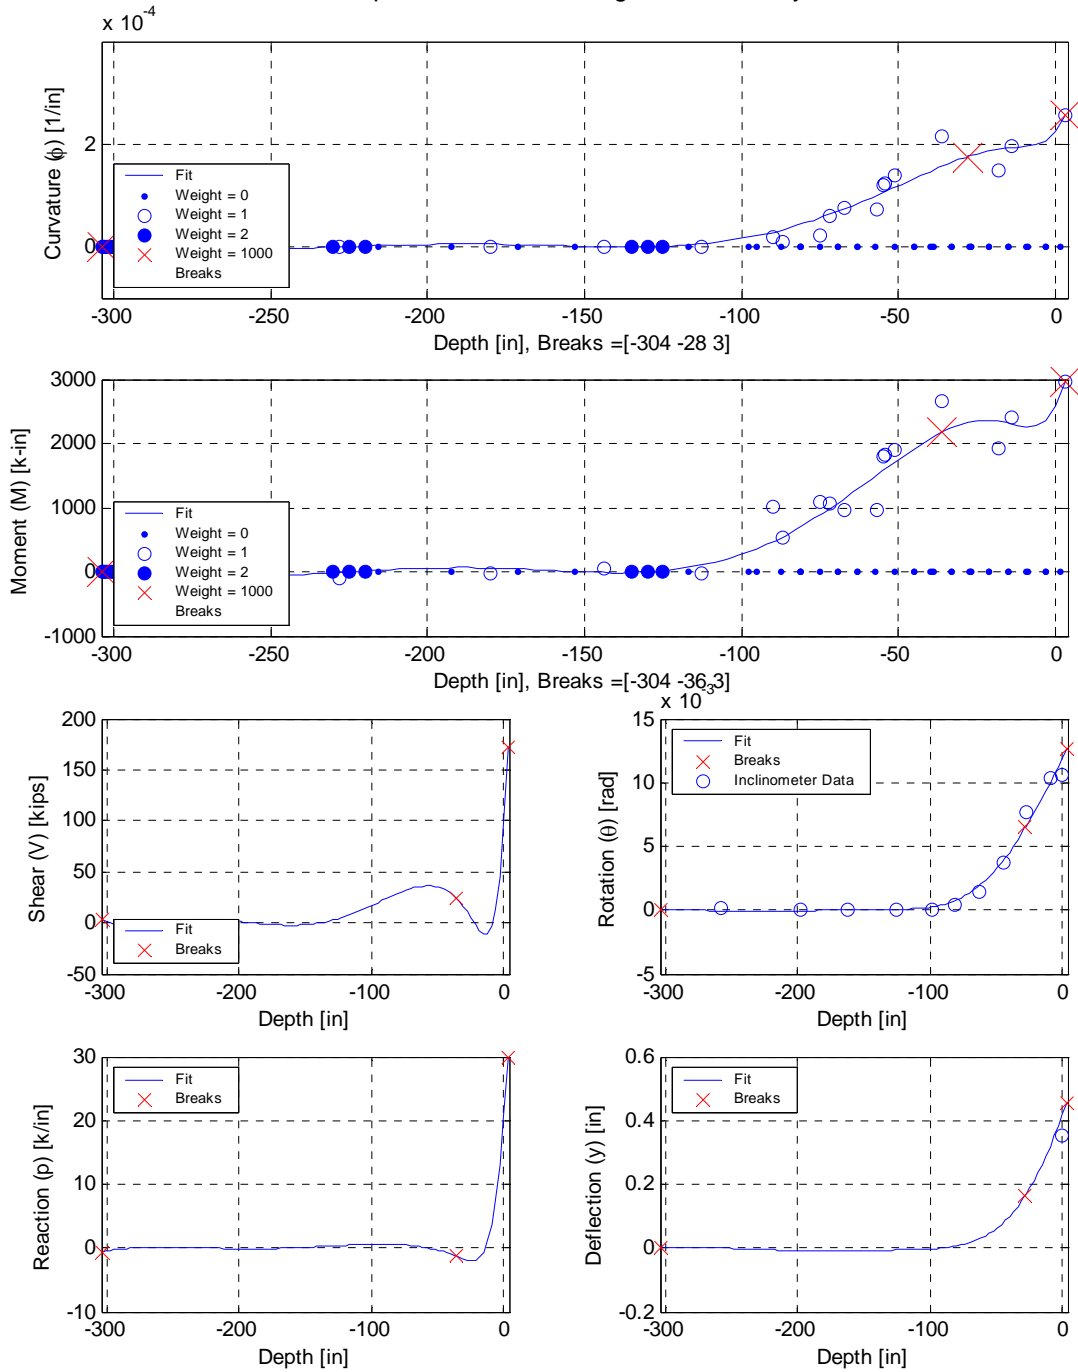 x 10-4
Curvature (ϕ) [1/in]
2
0
Fit
Weight = 0
Weight = 1
Weight = 2
Weight = 1000
Breaks
-300 -250 -200 -150 -100 -50 0
Depth [in], Breaks =[-304 -28 3]
Moment (M) [k-in]
3000
2000
1000
0
-1000
Fit
Weight = 0
Weight = 1
Weight = 2
Weight = 1000
Breaks
-300 -250 -200 -150 -100 -50 0
Depth [in], Breaks =[-304 -36 3]
Shear (V) [kips]
200
150
100
50
0
-50
Fit
Breaks
-300 -200 -100 0
Depth [in]
x 10-3
Rotation (θ) [rad]
15
10
5
0
-5
Fit
Breaks
Inclinometer Data
-300 -200 -100 0
Depth [in]
Reaction (p) [k/in]
30
20
10
0
-10
Fit
Breaks
-300 -200 -100 0
Depth [in]
Deflection (y) [in]
0.6
0.4
0.2
0
-0.2
Fit
Breaks
-300 -200 -100 0
Depth [in]